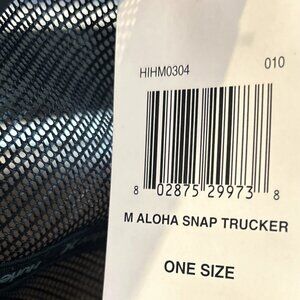 HIHM0304 010
8 02875 29973 8
M ALOHA SNAP TRUCKER
ONE SIZE